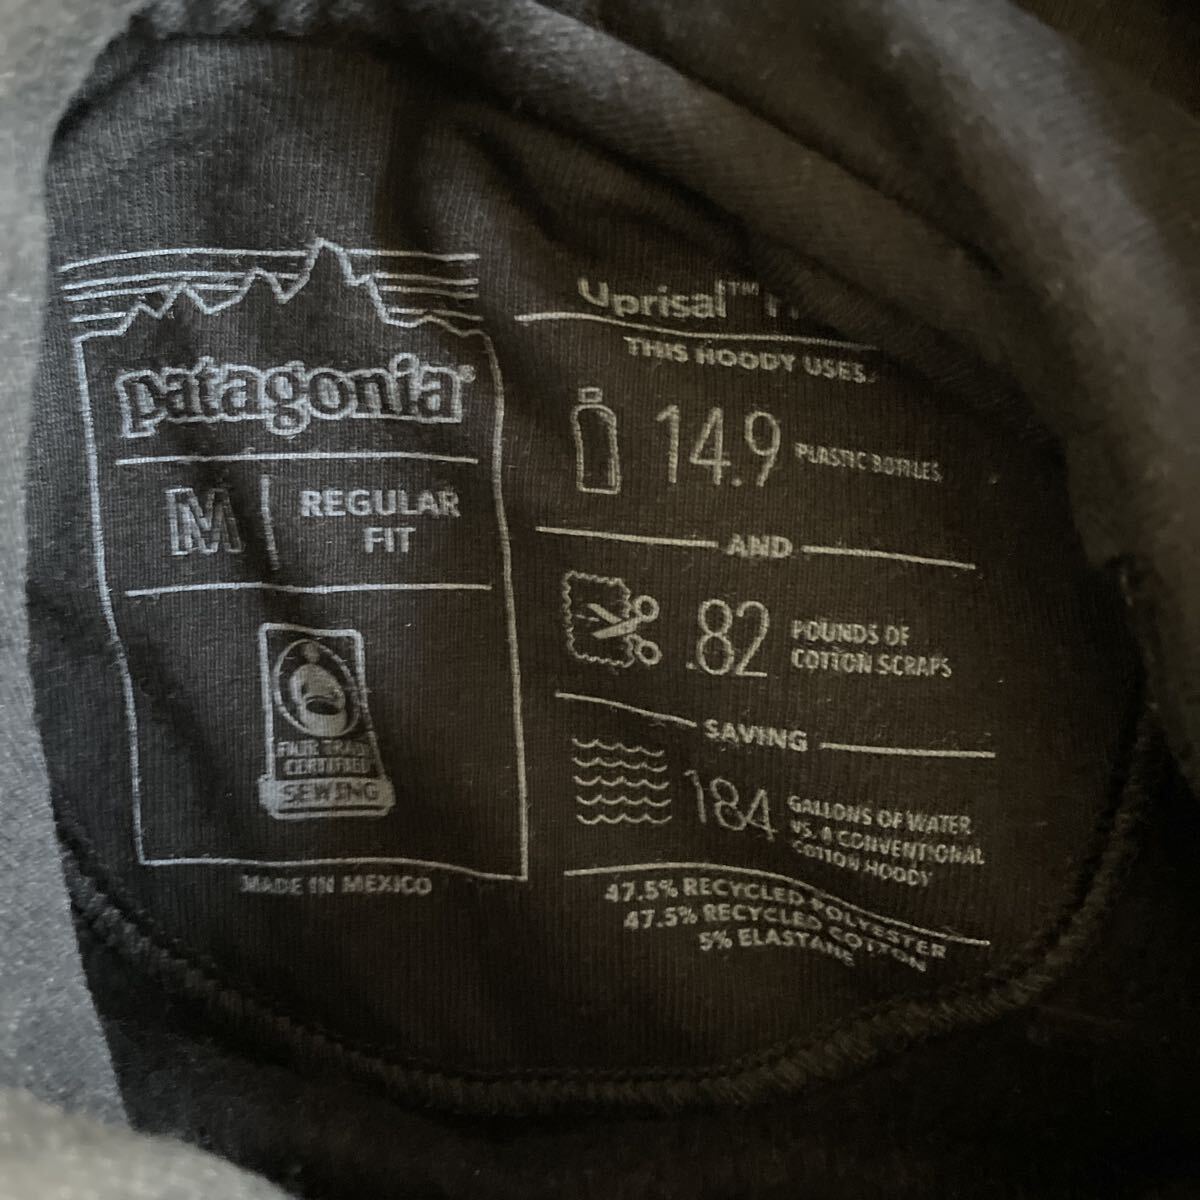 patagonia®
M
REGULAR
FIT
FAIR TRADE
CERTIFIED
SEWING
MADE IN MEXICO
Uprisal™
THIS HOODY USES
14.9 PLASTIC BOTTLES
AND
.82 POUNDS OF
COTTON SCRAPS
SAVING
184 GALLONS OF WATER
VS. A CONVENTIONAL
COTTON HOODY
47.5% RECYCLED POLYESTER
47.5% RECYCLED COTTON
5% ELASTANE